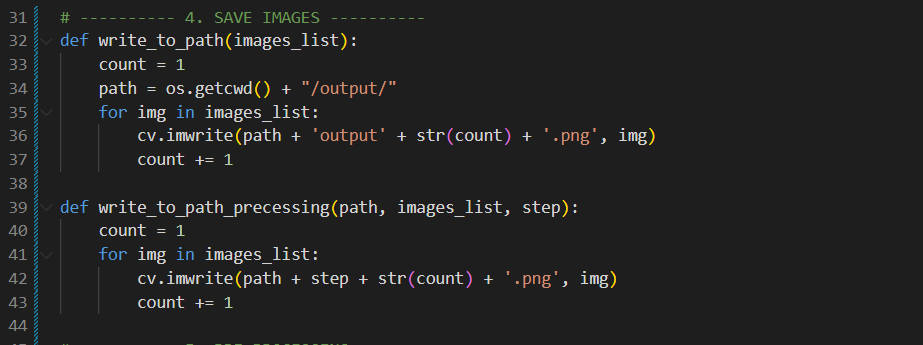 31 # ---------- 4. SAVE IMAGES ----------
32 def write_to_path(images_list):
33     count = 1
34     path = os.getcwd() + "/output/"
35     for img in images_list:
36         cv.imwrite(path + 'output' + str(count) + '.png', img)
37         count += 1
38
39 def write_to_path_precessing(path, images_list, step):
40     count = 1
41     for img in images_list:
42         cv.imwrite(path + step + str(count) + '.png', img)
43         count += 1
44